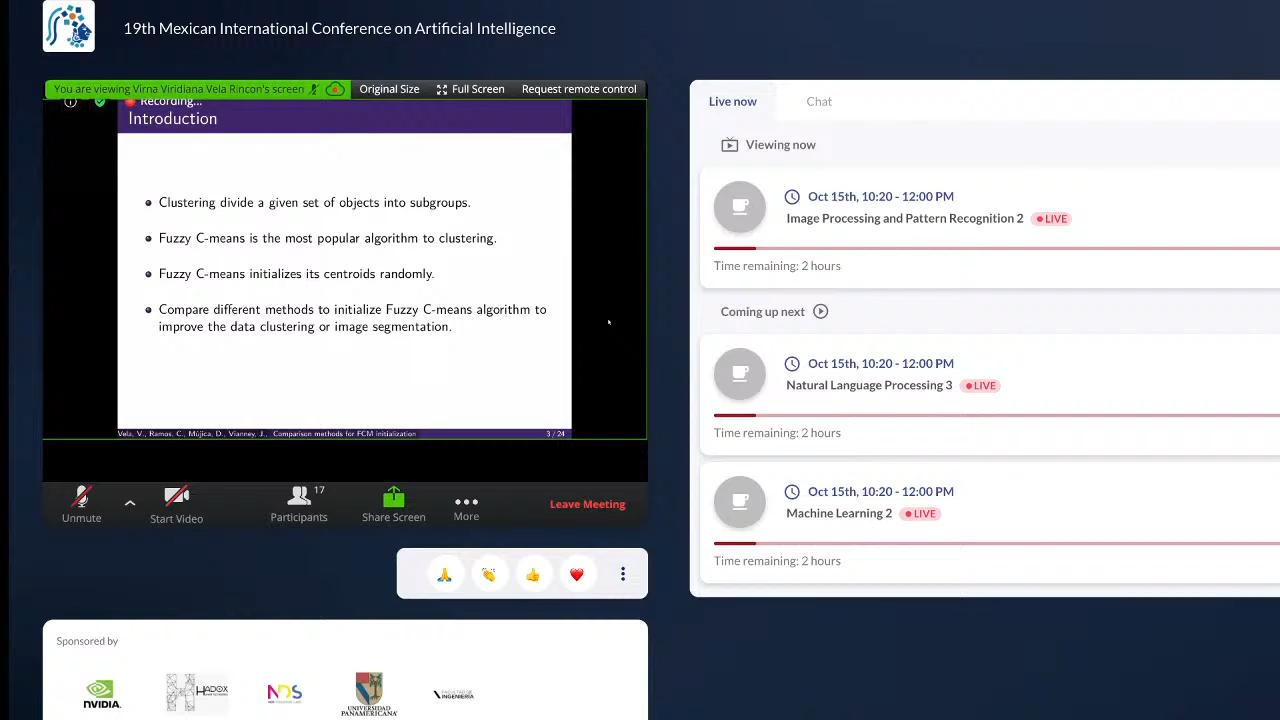 19th Mexican International Conference on Artificial Intelligence
You are viewing Virna Viridiana Vela Rincon's screen
Original Size
Full Screen
Request remote control
Recording...
Introduction
Clustering divide a given set of objects into subgroups.
Fuzzy C-means is the most popular algorithm to clustering.
Fuzzy C-means initializes its centroids randomly.
Compare different methods to initialize Fuzzy C-means algorithm to
improve the data clustering or image segmentation.
Vela, V., Ramos, C., Mújica, D., Vianney, J., Comparison methods for FCM initialization
3 / 24
Unmute
Start Video
17
Participants
Share Screen
More
Leave Meeting
Live now
Chat
Viewing now
Oct 15th, 10:20 - 12:00 PM
Image Processing and Pattern Recognition 2
LIVE
Time remaining: 2 hours
Coming up next
Oct 15th, 10:20 - 12:00 PM
Natural Language Processing 3
LIVE
Time remaining: 2 hours
Oct 15th, 10:20 - 12:00 PM
Machine Learning 2
LIVE
Time remaining: 2 hours
Sponsored by
NVIDIA.
HADOX
NDS
UNIVERSIDAD
PANAMERICANA
FACULTAD DE
INGENIERÍA